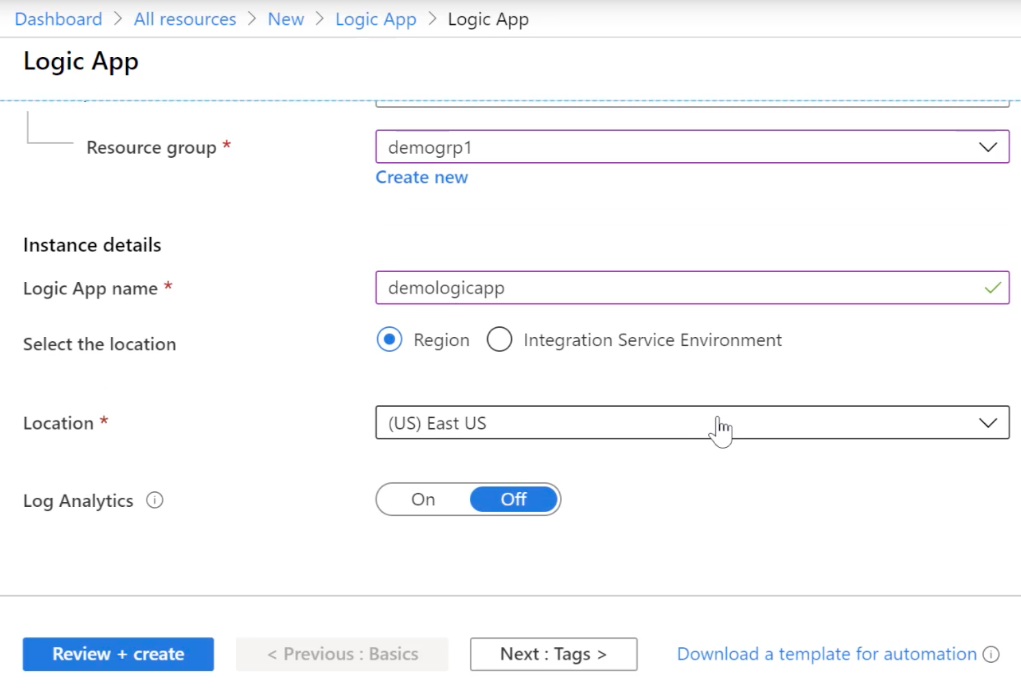 Dashboard > All resources > New > Logic App > Logic App
Logic App
Resource group *
demogrp1
Create new
Instance details
Logic App name *
demologicapp
Select the location
Region
Integration Service Environment
Location *
(US) East US
Log Analytics
On
Off
Review + create
< Previous : Basics
Next : Tags >
Download a template for automation